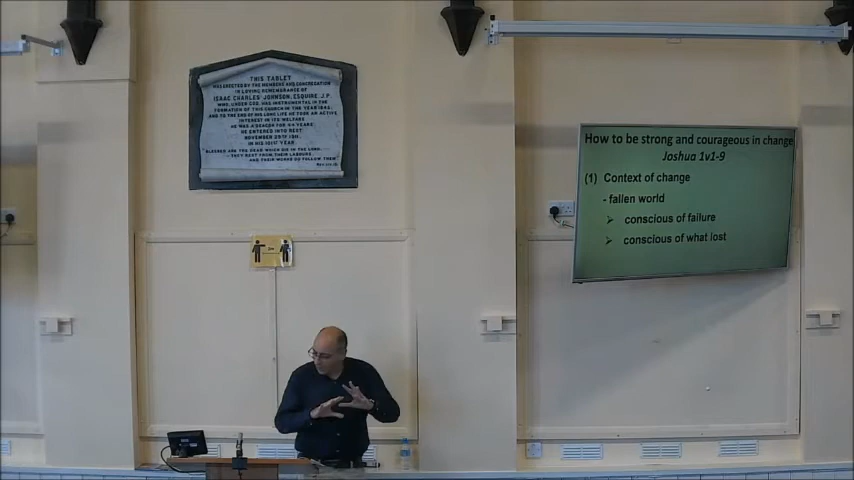 THIS TABLET
WAS ERECTED BY THE MEMBERS AND CONGREGATION
IN LOVING REMEMBRANCE OF
ISAAC CHARLES JOHNSON, ESQUIRE, J.P.
WHO, UNDER GOD, WAS INSTRUMENTAL IN THE
FORMATION OF THIS CHURCH IN THE YEAR
AND TO THE END OF HIS LONG LIFE TOOK AN ACTIVE
INTEREST IN ITS WELFARE
HE WAS A DEACON FOR YEARS
HE ENTERED INTO REST
NOVEMBER 29TH 1911,
IN HIS 101ST YEAR
BLESSED ARE THE DEAD WHICH DIE IN THE LORD,
THEY REST FROM THEIR LABOURS,
AND THEIR WORKS DO FOLLOW THEM
How to be strong and courageous in change
Joshua 1v1-9
(1) Context of change
- fallen world
➢ conscious of failure
➢ conscious of what lost